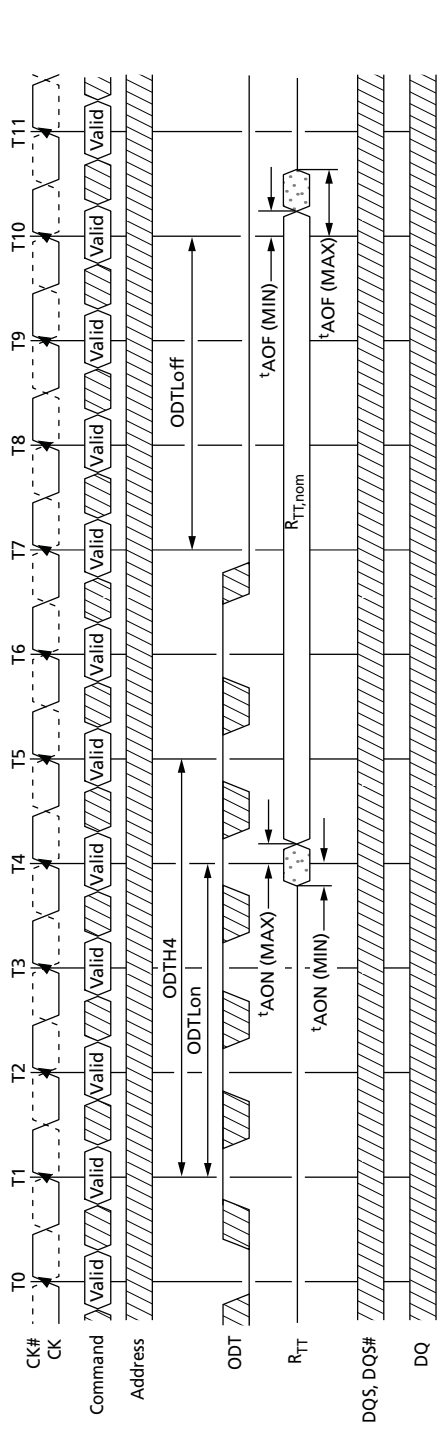 T0 T1 T2 T3 T4 T5 T6 T7 T8 T9 T10 T11
CK#
CK
Command Valid Valid Valid Valid Valid Valid Valid Valid Valid Valid Valid Valid
Address
ODTH4
ODTLon
ODTLoff
ODT
tAON (MAX)
tAOF (MIN)
RTT
RTT,nom
tAON (MIN)
tAOF (MAX)
DQS, DQS#
DQ